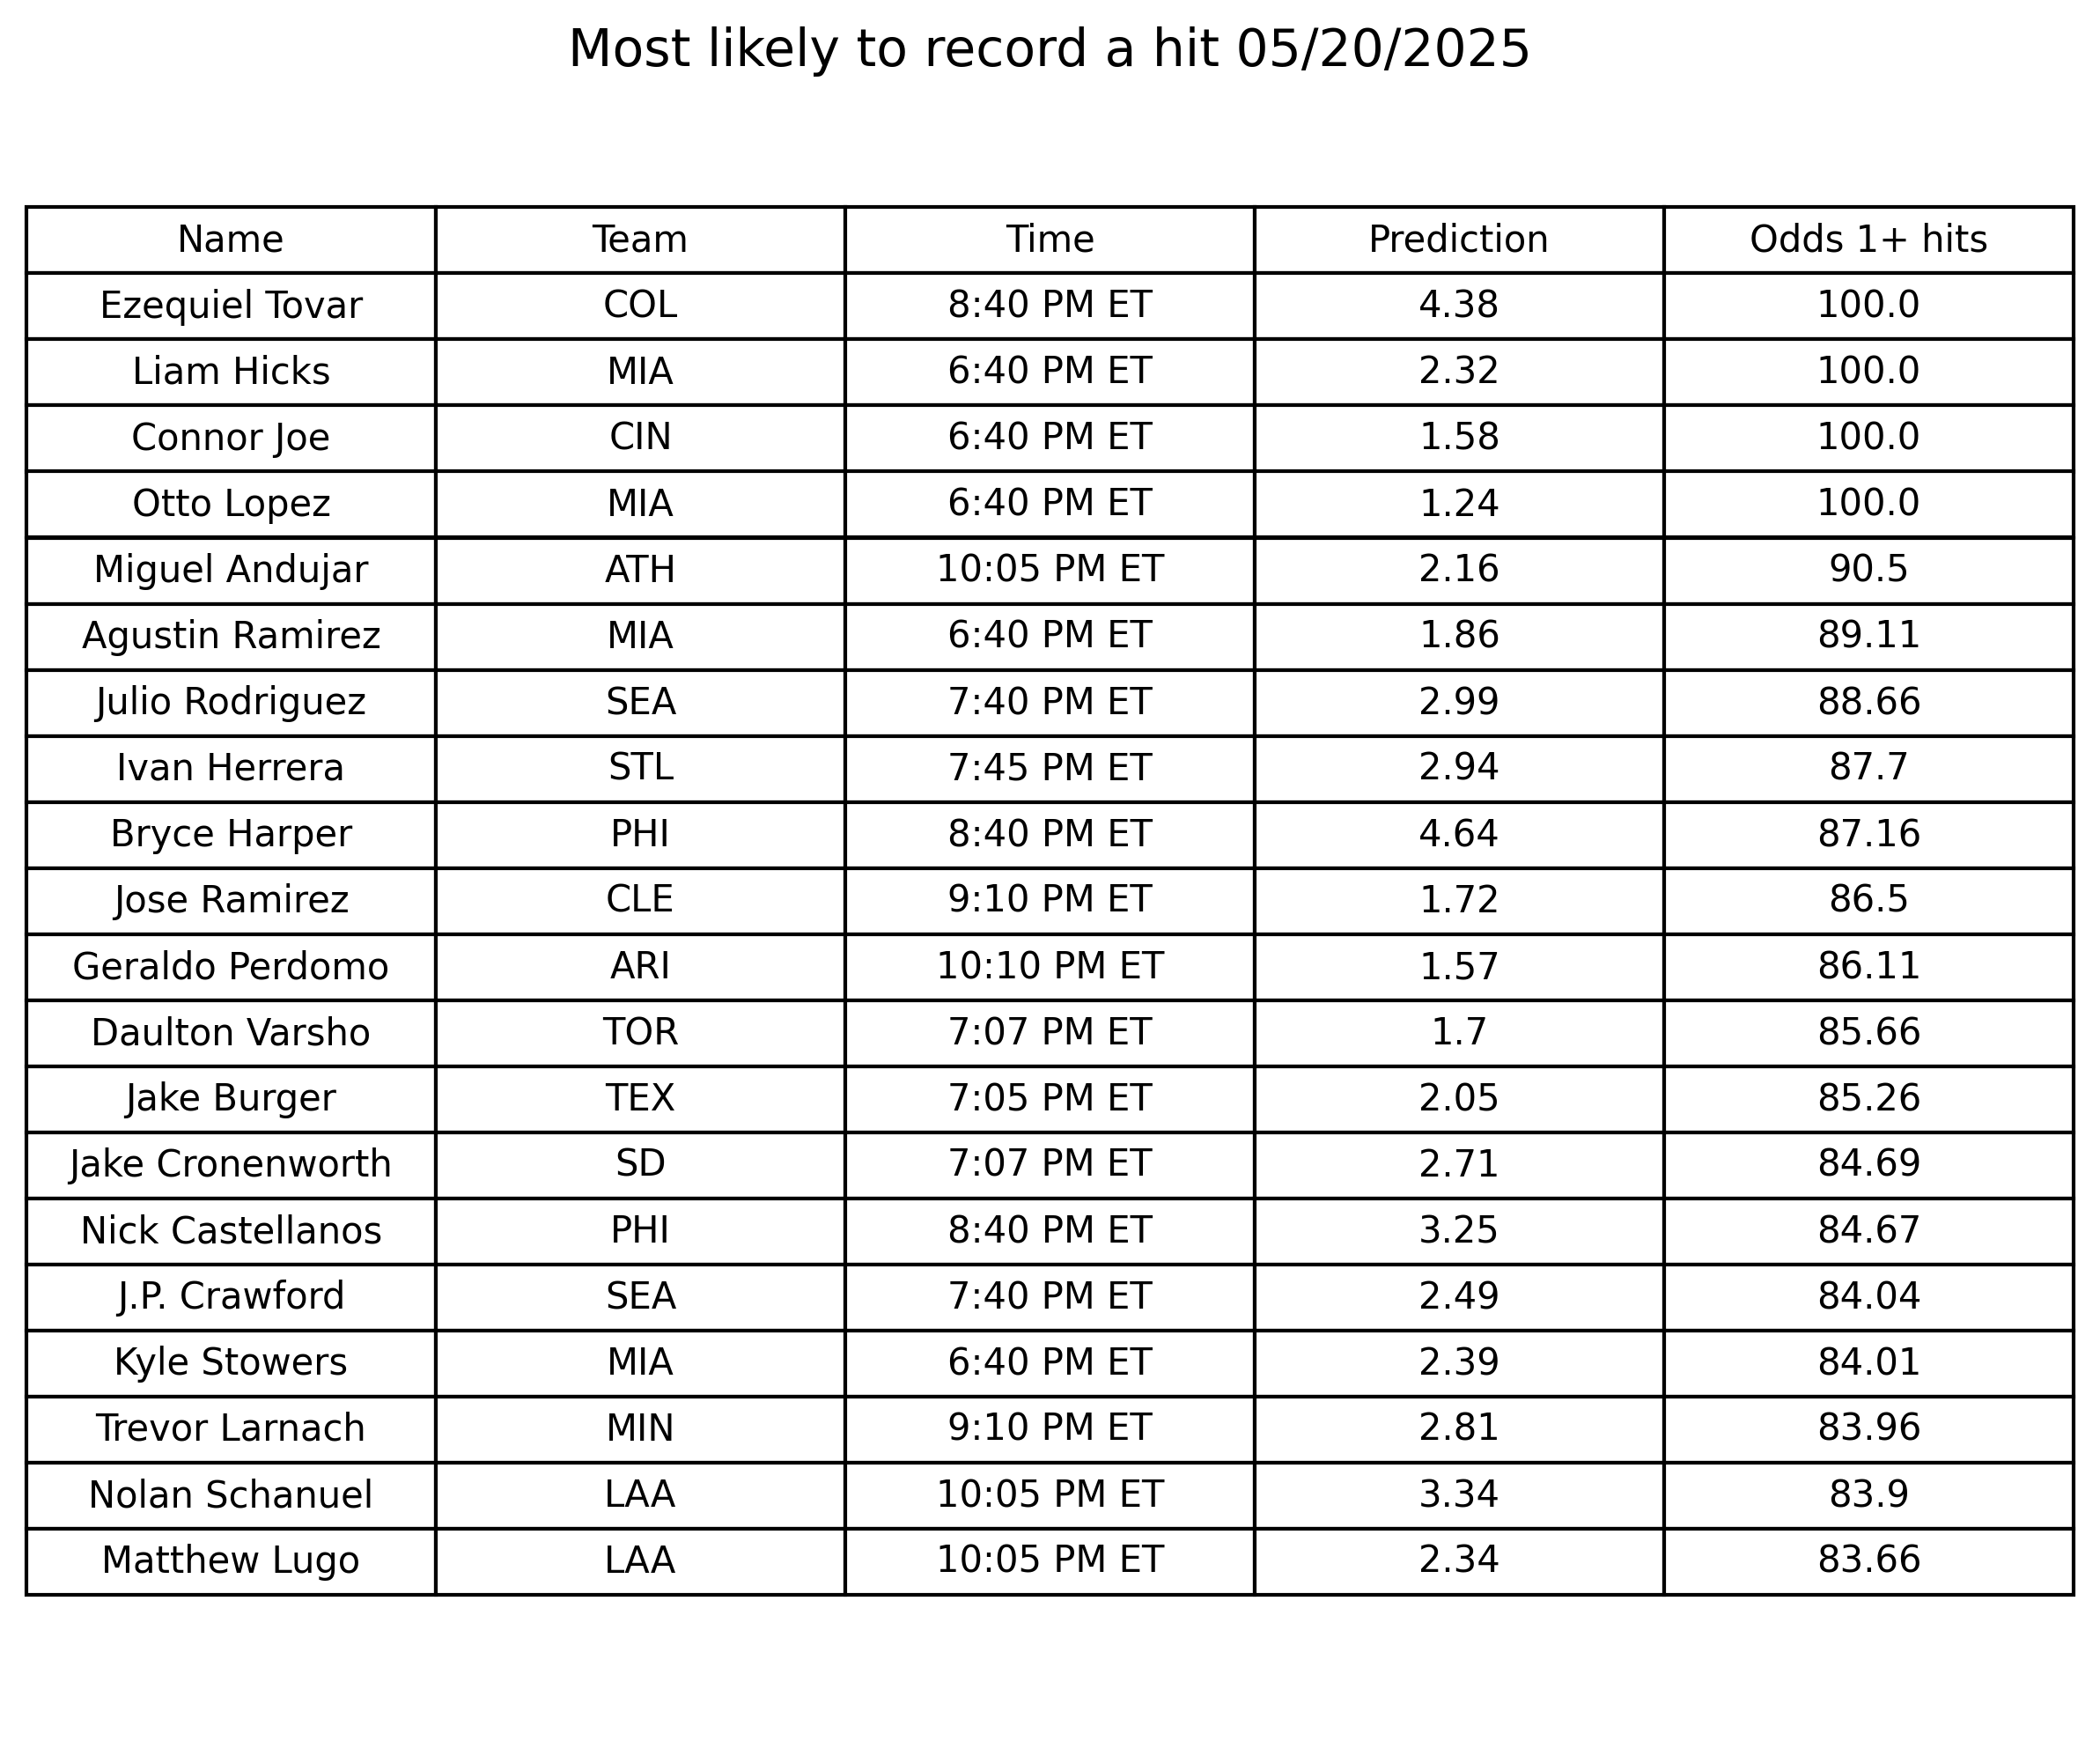 Most likely to record a hit 05/20/2025
Name Team Time Prediction Odds 1+ hits
Ezequiel Tovar COL 8:40 PM ET 4.38 100.0
Liam Hicks MIA 6:40 PM ET 2.32 100.0
Connor Joe CIN 6:40 PM ET 1.58 100.0
Otto Lopez MIA 6:40 PM ET 1.24 100.0
Miguel Andujar ATH 10:05 PM ET 2.16 90.5
Agustin Ramirez MIA 6:40 PM ET 1.86 89.11
Julio Rodriguez SEA 7:40 PM ET 2.99 88.66
Ivan Herrera STL 7:45 PM ET 2.94 87.7
Bryce Harper PHI 8:40 PM ET 4.64 87.16
Jose Ramirez CLE 9:10 PM ET 1.72 86.5
Geraldo Perdomo ARI 10:10 PM ET 1.57 86.11
Daulton Varsho TOR 7:07 PM ET 1.7 85.66
Jake Burger TEX 7:05 PM ET 2.05 85.26
Jake Cronenworth SD 7:07 PM ET 2.71 84.69
Nick Castellanos PHI 8:40 PM ET 3.25 84.67
J.P. Crawford SEA 7:40 PM ET 2.49 84.04
Kyle Stowers MIA 6:40 PM ET 2.39 84.01
Trevor Larnach MIN 9:10 PM ET 2.81 83.96
Nolan Schanuel LAA 10:05 PM ET 3.34 83.9
Matthew Lugo LAA 10:05 PM ET 2.34 83.66